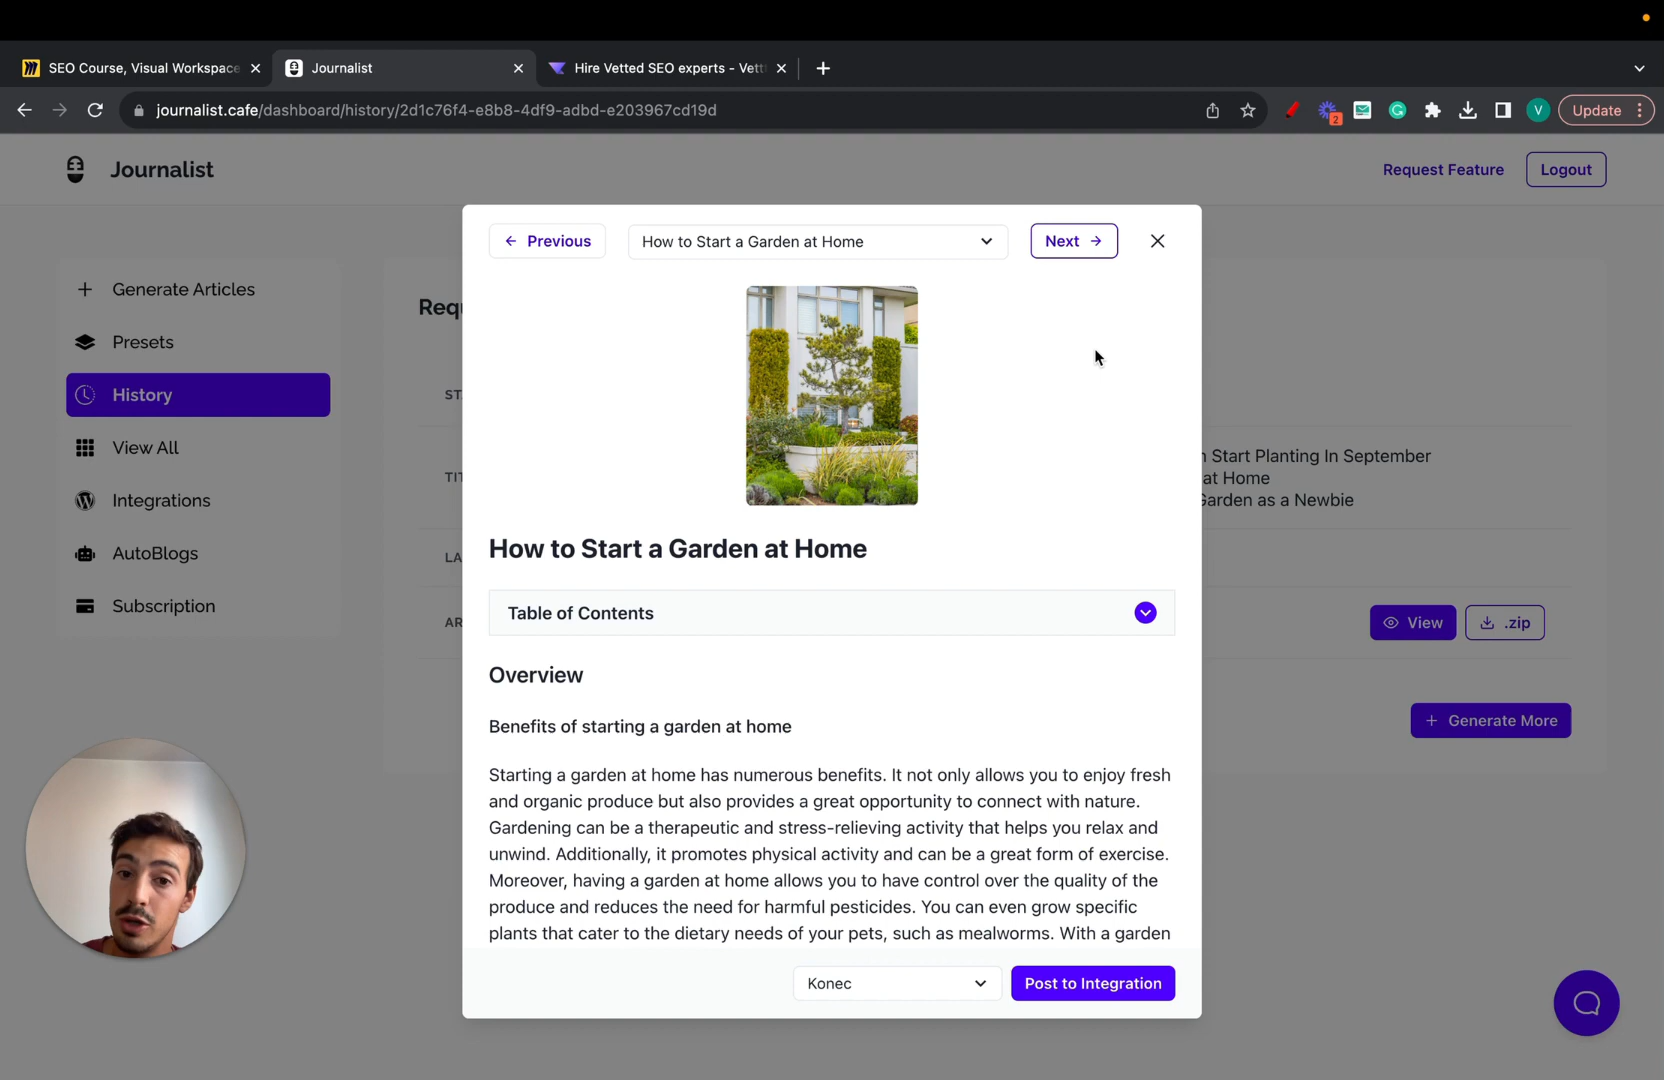 SEO Course, Visual Workspace
Journalist
Hire Vetted SEO experts - Vett
journalist.cafe/dashboard/history/2d1c76f4-e8b8-4df9-adbd-e203967cd19d
2
V
Update
Journalist
Request Feature
Logout
Previous
How to Start a Garden at Home
Next
Generate Articles
Presets
History
View All
Integrations
AutoBlogs
Subscription
Start Planting In September
at Home
Garden as a Newbie
View
.zip
Generate More
How to Start a Garden at Home
Table of Contents
Overview
Benefits of starting a garden at home
Starting a garden at home has numerous benefits. It not only allows you to enjoy fresh
and organic produce but also provides a great opportunity to connect with nature.
Gardening can be a therapeutic and stress-relieving activity that helps you relax and
unwind. Additionally, it promotes physical activity and can be a great form of exercise.
Moreover, having a garden at home allows you to have control over the quality of the
produce and reduces the need for harmful pesticides. You can even grow specific
plants that cater to the dietary needs of your pets, such as mealworms. With a garden
Konec
Post to Integration